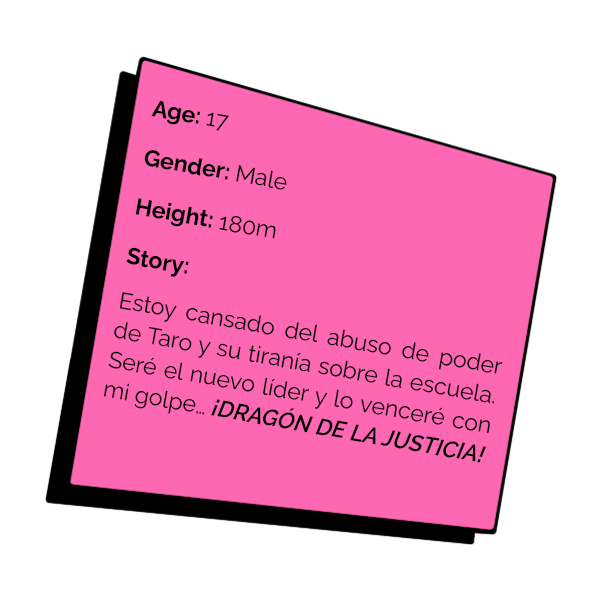 Age: 17
Gender: Male
Height: 180m
Story:
Estoy cansado del abuso de poder
de Taro y su tiranía sobre la escuela.
Seré el nuevo líder y lo venceré con
mi golpe... ¡DRAGÓN DE LA JUSTICIA!